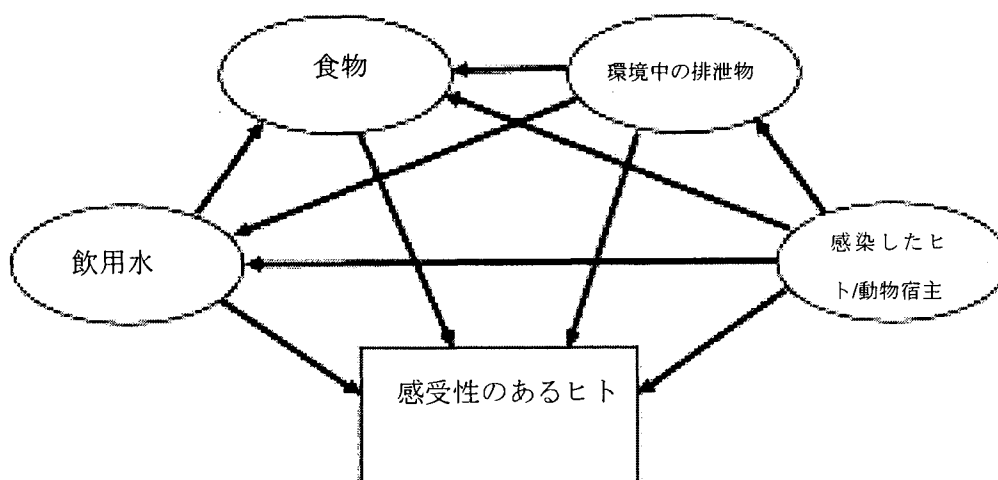 食物
環境中の排泄物
飲用水
感染したヒ
ト/動物宿主
感受性のあるヒト